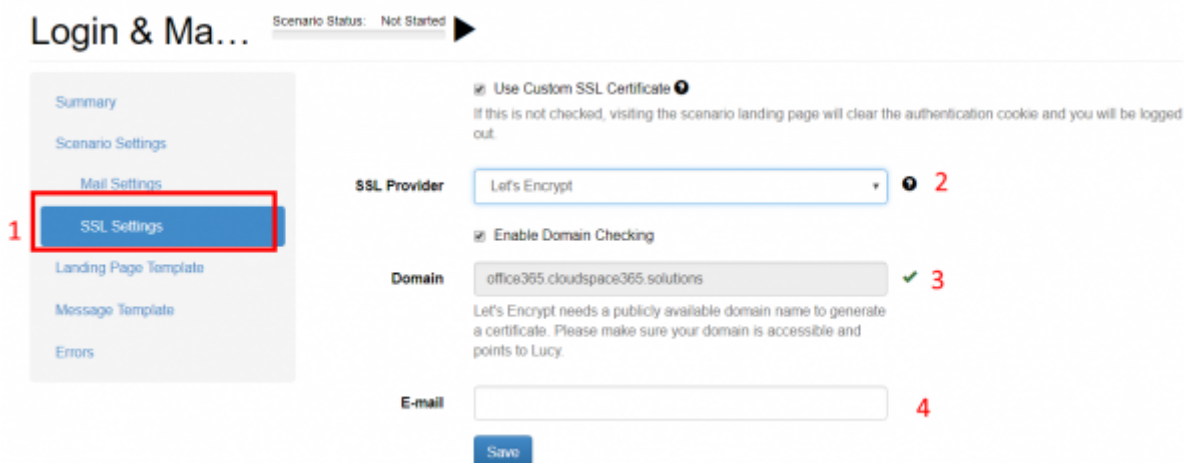 Login & Ma...
Scenario Status: Not Started
Summary
Scenario Settings
Mail Settings
1
SSL Settings
Landing Page Template
Message Template
Errors
Use Custom SSL Certificate
If this is not checked, visiting the scenario landing page will clear the authentication cookie and you will be logged
out.
SSL Provider
Let's Encrypt
2
Enable Domain Checking
Domain
office365.cloudspace365.solutions
3
Let's Encrypt needs a publicly available domain name to generate
a certificate. Please make sure your domain is accessible and
points to Lucy.
E-mail
4
Save